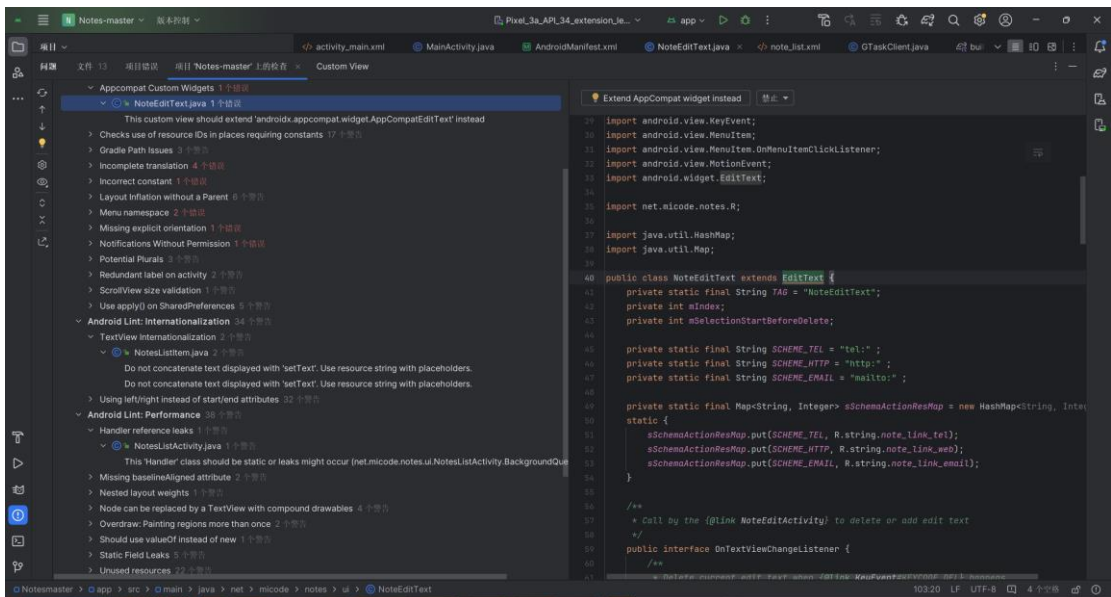 Notes-master
版本控制
Pixel_3a_API_34_extension_le...
app
项目
activity_main.xml
MainActivity.java
AndroidManifest.xml
NoteEditText.java
note_list.xml
GTaskClient.java
bui
问题
文件 13
项目错误
项目 'Notes-master' 上的检查
Custom View
Appcompat Custom Widgets 1个错误
NoteEditText.java 1个错误
This custom view should extend 'androidx.appcompat.widget.AppCompatEditText' instead
Checks use of resource IDs in places requiring constants 17个警告
Gradle Path Issues 3个警告
Incomplete translation 4个错误
Incorrect constant 1个错误
Layout Inflation without a Parent 6个警告
Menu namespace 2个错误
Missing explicit orientation 1个错误
Notifications Without Permission 1个错误
Potential Plurals 3个警告
Redundant label on activity 2个警告
ScrollView size validation 1个警告
Use apply() on SharedPreferences 5个警告
Android Lint: Internationalization 34个警告
TextView Internationalization 2个警告
NotesListItem.java 2个警告
Do not concatenate text displayed with 'setText'. Use resource string with placeholders.
Do not concatenate text displayed with 'setText'. Use resource string with placeholders.
Using left/right instead of start/end attributes 32个警告
Android Lint: Performance 38个警告
Handler reference leaks 1个警告
NotesListActivity.java 1个警告
This 'Handler' class should be static or leaks might occur (net.micode.notes.ui.NotesListActivity.BackgroundQue
Missing baselineAligned attribute 2个警告
Nested layout weights 1个警告
Node can be replaced by a TextView with compound drawables 4个警告
Overdraw: Painting regions more than once 2个警告
Should use valueOf instead of new 1个警告
Static Field Leaks 5个警告
Unused resources 22个警告
Extend AppCompat widget instead
禁止
29 import android.view.KeyEvent;
30 import android.view.MenuItem;
31 import android.view.MenuItem.OnMenuItemClickListener;
32 import android.view.MotionEvent;
33 import android.widget.EditText;
34
35 import net.micode.notes.R;
36
37 import java.util.HashMap;
38 import java.util.Map;
39
40 public class NoteEditText extends EditText {
41 private static final String TAG = "NoteEditText";
42 private int mIndex;
43 private int mSelectionStartBeforeDelete;
44
45 private static final String SCHEME_TEL = "tel:" ;
46 private static final String SCHEME_HTTP = "http:" ;
47 private static final String SCHEME_EMAIL = "mailto:" ;
48
49 private static final Map<String, Integer> sSchemaActionResMap = new HashMap<String, Integ
50 static {
51 sSchemaActionResMap.put(SCHEME_TEL, R.string.note_link_tel);
52 sSchemaActionResMap.put(SCHEME_HTTP, R.string.note_link_web);
53 sSchemaActionResMap.put(SCHEME_EMAIL, R.string.note_link_email);
54 }
55
56 /**
57 * Call by the {@link NoteEditActivity} to delete or add edit text
58 */
59 public interface OnTextViewChangeListener {
60 /**
61 * Delete current edit text when {@link KeyEvent#KEYCODE_DEL} happens
Notesmaster > app > src > main > java > net > micode > notes > ui > NoteEditText
103:20 LF UTF-8 4个空格